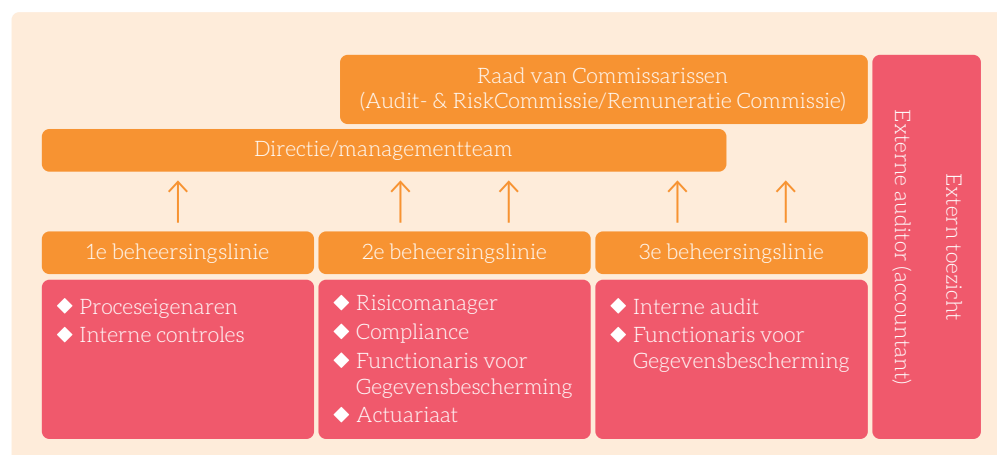 Raad van Commissarissen
(Audit- & RiskCommissie/Remuneratie Commissie)
Directie/managementteam
1e beheersingslinie
◆ Proceseigenaren
◆ Interne controles
2e beheersingslinie
◆ Risicomanager
◆ Compliance
◆ Functionaris voor
Gegevensbescherming
◆ Actuariaat
3e beheersingslinie
◆ Interne audit
◆ Functionaris voor
Gegevensbescherming
Extern toezicht
Externe auditor (accountant)